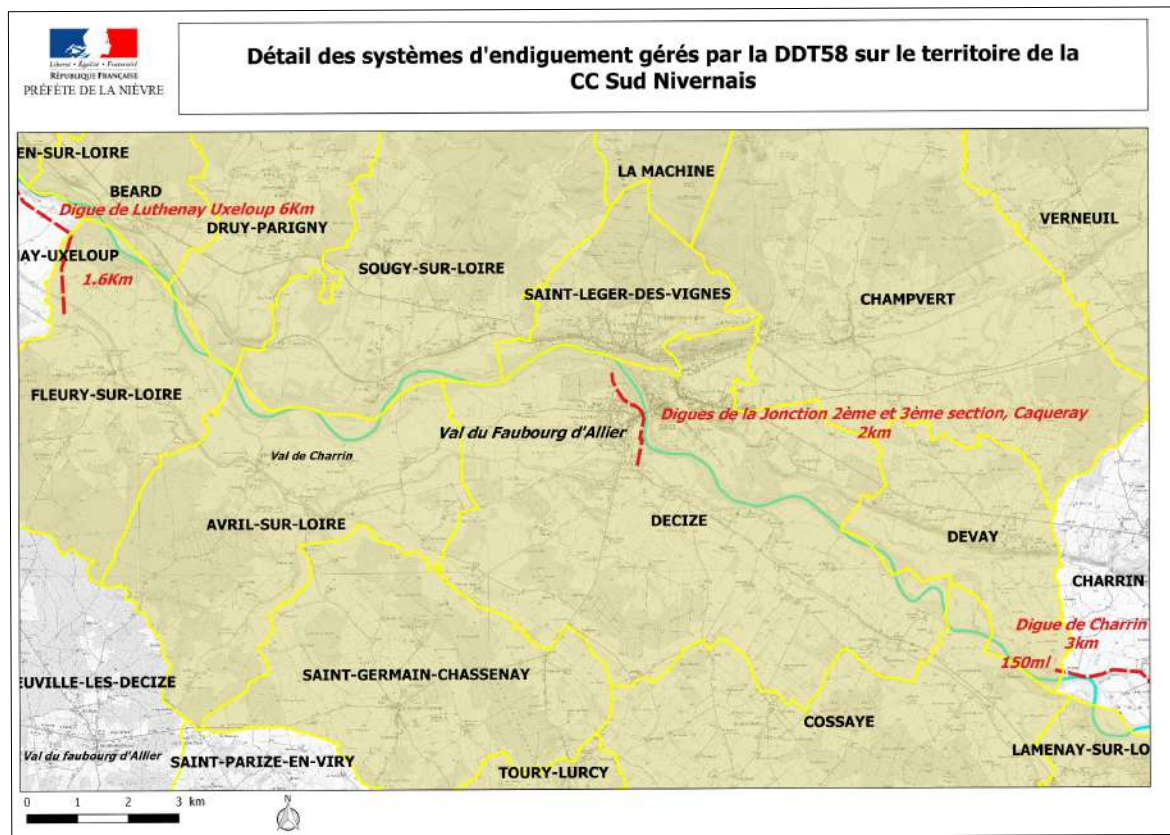 Liberté • Égalité • Fraternité
RÉPUBLIQUE FRANÇAISE
PRÉFÈTE DE LA NIÈVRE
Détail des systèmes d'endiguement gérés par la DDT58 sur le territoire de la
CC Sud Nivernais
EN-SUR-LOIRE
BEARD
LA MACHINE
Digue de Luthenay Uxeloup 6Km
DRUY-PARIGNY
VERNEUIL
AY-UXELOUP
1.6Km
SOUGY-SUR-LOIRE
SAINT-LEGER-DES-VIGNES
CHAMPVERT
FLEURY-SUR-LOIRE
Digues de la Jonction 2ème et 3ème section, Caqueray
2km
Val du Faubourg d'Allier
Val de Charrin
AVRIL-SUR-LOIRE
DECIZE
DEVAY
CHARRIN
Digue de Charrin
3km
150ml
SAINT-GERMAIN-CHASSENAY
EUVILLE-LES-DECIZE
COSSAYE
Val du faubourg d'Allier
SAINT-PARIZE-EN-VIRY
TOURY-LURCY
LAMENAY-SUR-LO
0 1 2 3 km
N